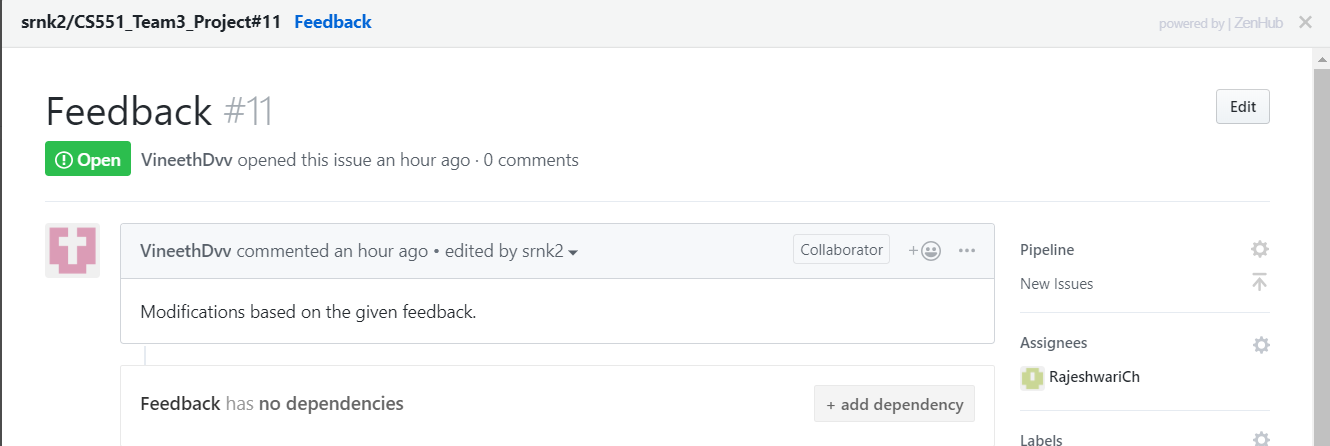 srnk2/CS551_Team3_Project#11 Feedback powered by | ZenHub
Feedback #11
Edit
Open VineethDvv opened this issue an hour ago · 0 comments
VineethDvv commented an hour ago • edited by srnk2 Collaborator
Modifications based on the given feedback.
Feedback has no dependencies + add dependency
Pipeline
New Issues
Assignees
RajeshwariCh
Labels